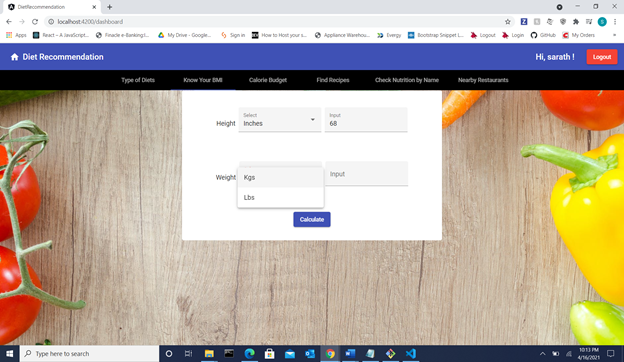 DietRecommendation
localhost:4200/dashboard
Apps
React – A JavaScript...
Finacle e-Banking |...
My Drive - Google...
Sign in
How to Host your s...
Appliance Warehou...
Evergy
Bootstrap Snippet L...
Logout
Login
GitHub
My Orders
Diet Recommendation
Hi, sarath !
Logout
Type of Diets
Know Your BMI
Calorie Budget
Find Recipes
Check Nutrition by Name
Nearby Restaurants
Height
Select
Inches
Input
68
Weight
Kgs
Lbs
Input
Calculate
Type here to search
10:13 PM
4/16/2021